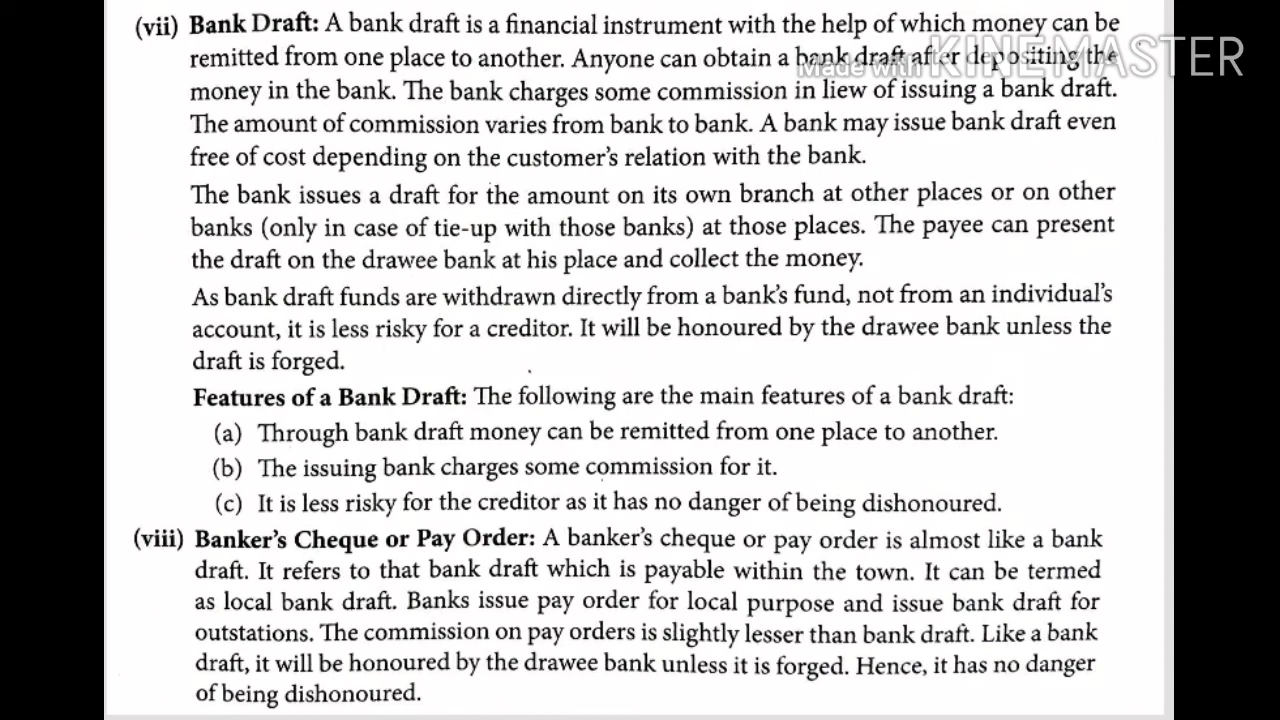 (vii) Bank Draft: A bank draft is a financial instrument with the help of which money can be
remitted from one place to another. Anyone can obtain a bank draft after depositing the
Made with KINEMASTER
money in the bank. The bank charges some commission in liew of issuing a bank draft.
The amount of commission varies from bank to bank. A bank may issue bank draft even
free of cost depending on the customer's relation with the bank.
The bank issues a draft for the amount on its own branch at other places or on other
banks (only in case of tie-up with those banks) at those places. The payee can present
the draft on the drawee bank at his place and collect the money.
As bank draft funds are withdrawn directly from a bank's fund, not from an individual's
account, it is less risky for a creditor. It will be honoured by the drawee bank unless the
draft is forged.
Features of a Bank Draft: The following are the main features of a bank draft:
(a) Through bank draft money can be remitted from one place to another.
(b) The issuing bank charges some commission for it.
(c) It is less risky for the creditor as it has no danger of being dishonoured.
(viii) Banker's Cheque or Pay Order: A banker's cheque or pay order is almost like a bank
draft. It refers to that bank draft which is payable within the town. It can be termed
as local bank draft. Banks issue pay order for local purpose and issue bank draft for
outstations. The commission on pay orders is slightly lesser than bank draft. Like a bank
draft, it will be honoured by the drawee bank unless it is forged. Hence, it has no danger
of being dishonoured.